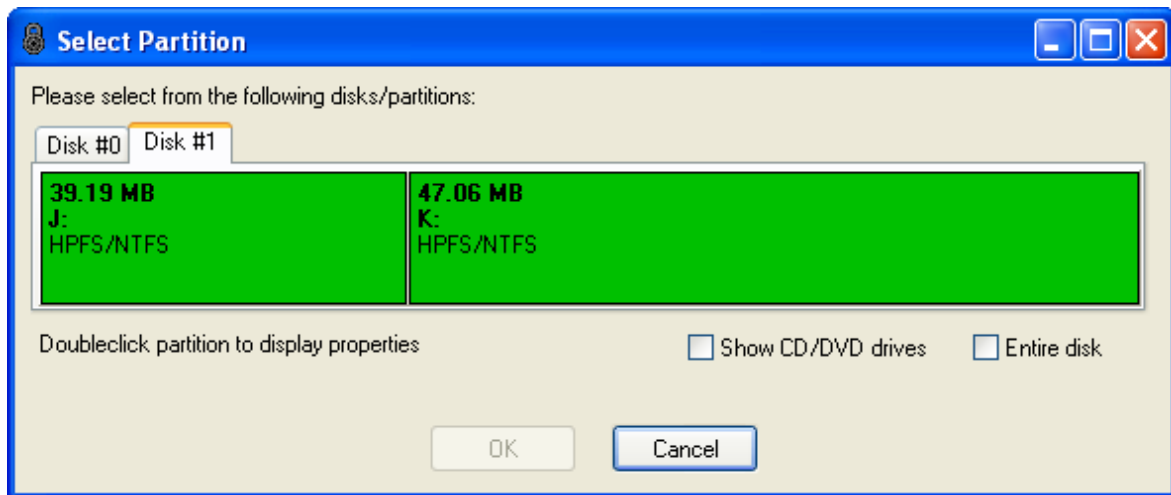 Select Partition
Please select from the following disks/partitions:
Disk #0 Disk #1
39.19 MB
J:
HPFS/NTFS
47.06 MB
K:
HPFS/NTFS
Doubleclick partition to display properties Show CD/DVD drives Entire disk
OK Cancel